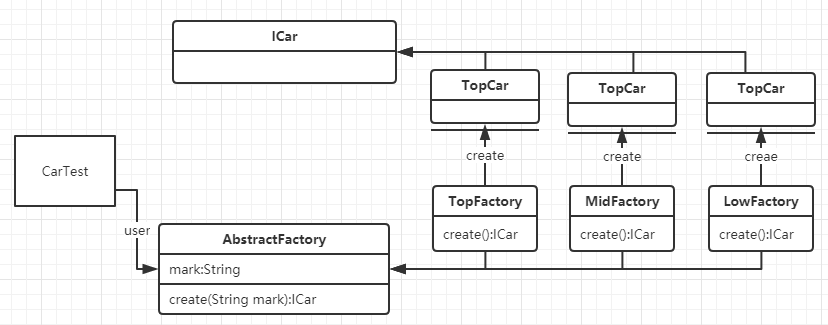 ICar
TopCar
TopCar
TopCar
CarTest
create
create
creae
user
TopFactory
create():ICar
MidFactory
create():ICar
LowFactory
create():ICar
AbstractFactory
mark:String
create(String mark):ICar